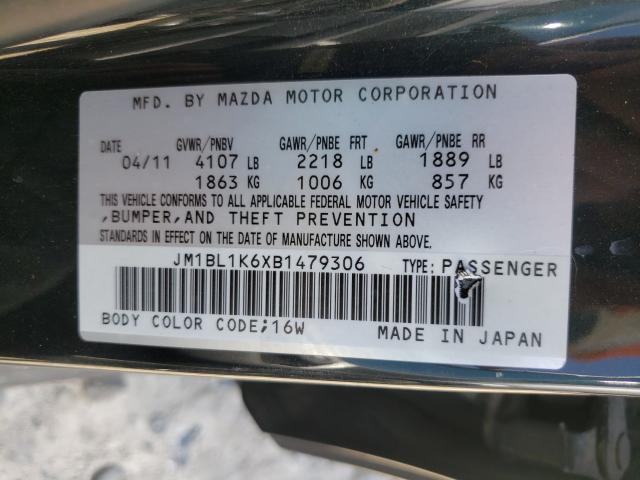 MFD. BY MAZDA MOTOR CORPORATION
DATE GVWR/PNBV GAWR/PNBE FRT GAWR/PNBE RR
04/11 4107 LB 2218 LB 1889 LB
1863 KG 1006 KG 857 KG
THIS VEHICLE CONFORMS TO ALL APPLICABLE FEDERAL MOTOR VEHICLE SAFETY
,BUMPER,AND THEFT PREVENTION
STANDARDS IN EFFECT ON THE DATE OF MANUFACTURE SHOWN ABOVE.
JM1BL1K6XB1479306 TYPE: PASSENGER
BODY COLOR CODE;16W MADE IN JAPAN